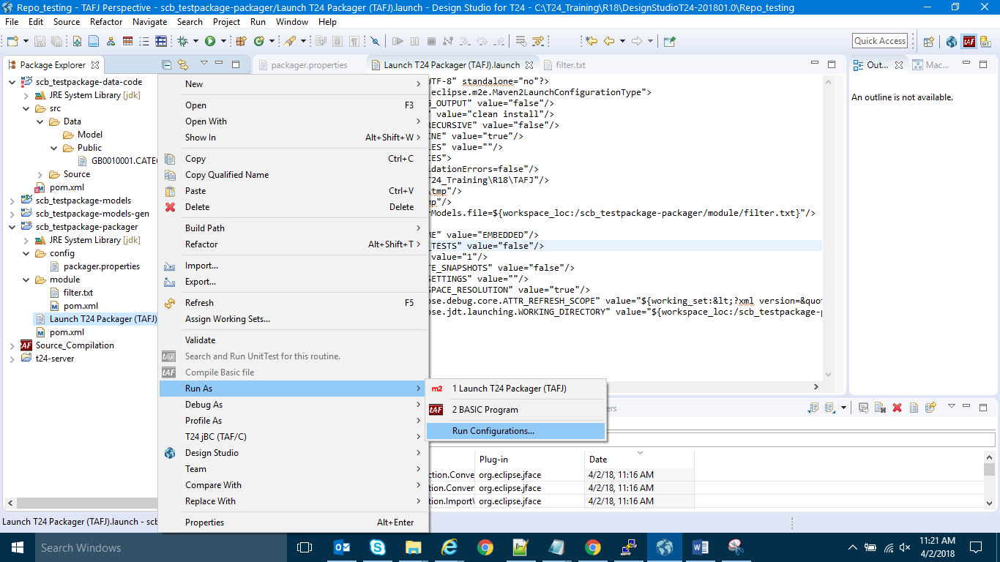 Repo_testing - TAFJ Perspective - scb_testpackage-packager/Launch T24 Packager (TAFJ).launch - Design Studio for T24 - C:\T24_Training\R18\DesignStudioT24-201801.0\Repo_testing
File Edit Source Refactor Navigate Search Project Run Window Help
Quick Access
Package Explorer
packager.properties
Launch T24 Packager (TAFJ).launch
filter.txt
Out...
Mac...
scb_testpackage-data-code
JRE System Library [jdk]
src
Data
Model
Public
GB0010001.CATEG
Source
pom.xml
scb_testpackage-models
scb_testpackage-models-gen
scb_testpackage-packager
JRE System Library [jdk]
config
packager.properties
module
filter.txt
pom.xml
Launch T24 Packager (TAFJ)
pom.xml
Source_Compilation
t24-server
New
Open F3
Open With
Show In Alt+Shift+W
Copy Ctrl+C
Copy Qualified Name
Paste Ctrl+V
Delete Delete
Build Path
Refactor Alt+Shift+T
Import...
Export...
Refresh F5
Assign Working Sets...
Validate
Search and Run UnitTest for this routine.
Compile Basic file
Run As
Debug As
Profile As
T24 jBC (TAF/C)
Design Studio
Team
Compare With
Replace With
Properties Alt+Enter
1 Launch T24 Packager (TAFJ)
2 BASIC Program
Run Configurations...
UTF-8" standalone="no"?>
eclipse.m2e.Maven2LaunchConfigurationType">
G_OUTPUT" value="false"/>
" value="clean install"/>
RECURSIVE" value="false"/>
INE" value="true"/>
LES" value=""/>
IES">
idationErrors=false"/>
T24_Training\R18\TAFJ"/>
\tmp"/>
mp"/>
rModels.file=${workspace_loc:/scb_testpackage-packager/module/filter.txt}"/>
ME" value="EMBEDDED"/>
_TESTS" value="false"/>
value="1"/>
TE_SNAPSHOTS" value="false"/>
SETTINGS" value=""/>
SPACE_RESOLUTION" value="true"/>
pse.debug.core.ATTR_REFRESH_SCOPE" value="${working_set:&lt;?xml version=&quot
pse.jdt.launching.WORKING_DIRECTORY" value="${workspace_loc:/scb_testpackage-p
An outline is not available.
ers
Plug-in Date
ction.Conver org.eclipse.jface 4/2/18, 11:16 AM
tion.Conver org.eclipse.jface 4/2/18, 11:16 AM
tion.ImportW org.eclipse.jface 4/2/18, 11:16 AM
Launch T24 Packager (TAFJ).launch - scb
Search Windows
11:21 AM
4/2/2018